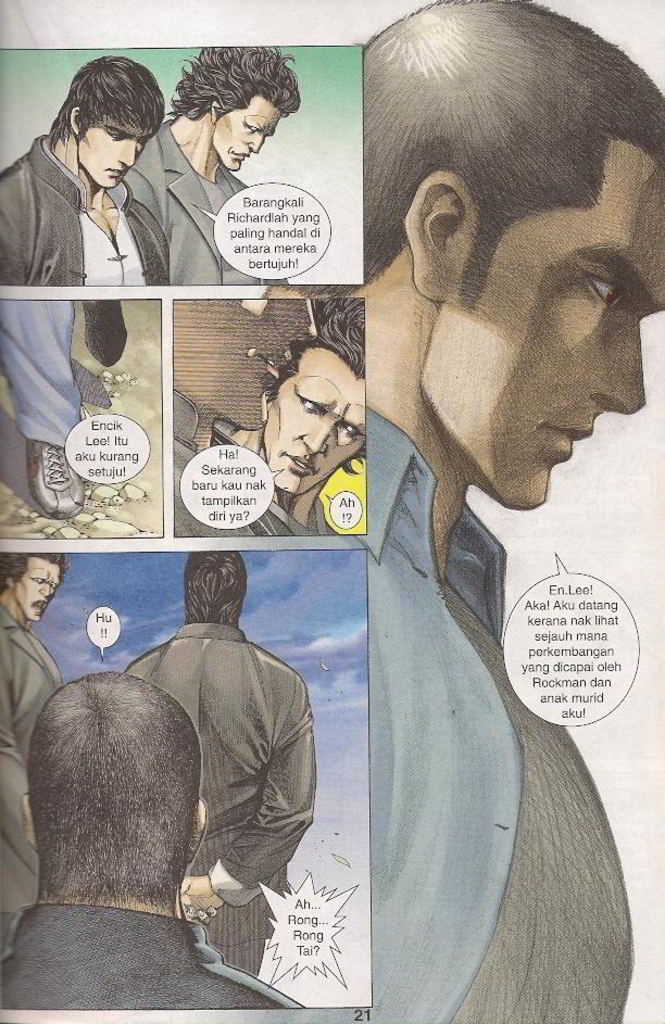 Barangkali
Richardlah yang
paling handal di
antara mereka
bertujuh!
Encik
Lee! Itu
aku kurang
setuju!
Ha!
Sekarang
baru kau nak
tampilkan
diri ya?
Ah
!?
En.Lee!
Aka! Aku datang
kerana nak lihat
sejauh mana
perkembangan
yang dicapai oleh
Rockman dan
anak murid
aku!
Hu
!!
Ah...
Rong...
Rong
Tai?
21